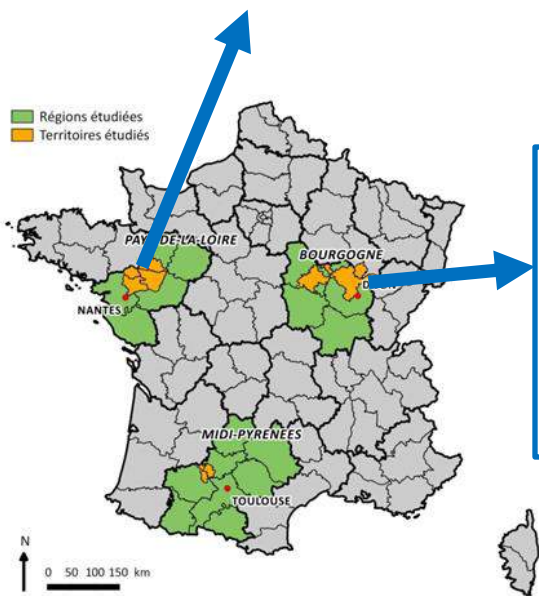 Régions étudiées
Territoires étudiés
BOURGOGNE
NANTES
MIDI-PYRENEES
TOULOUSE
N
0 50 100 150 km